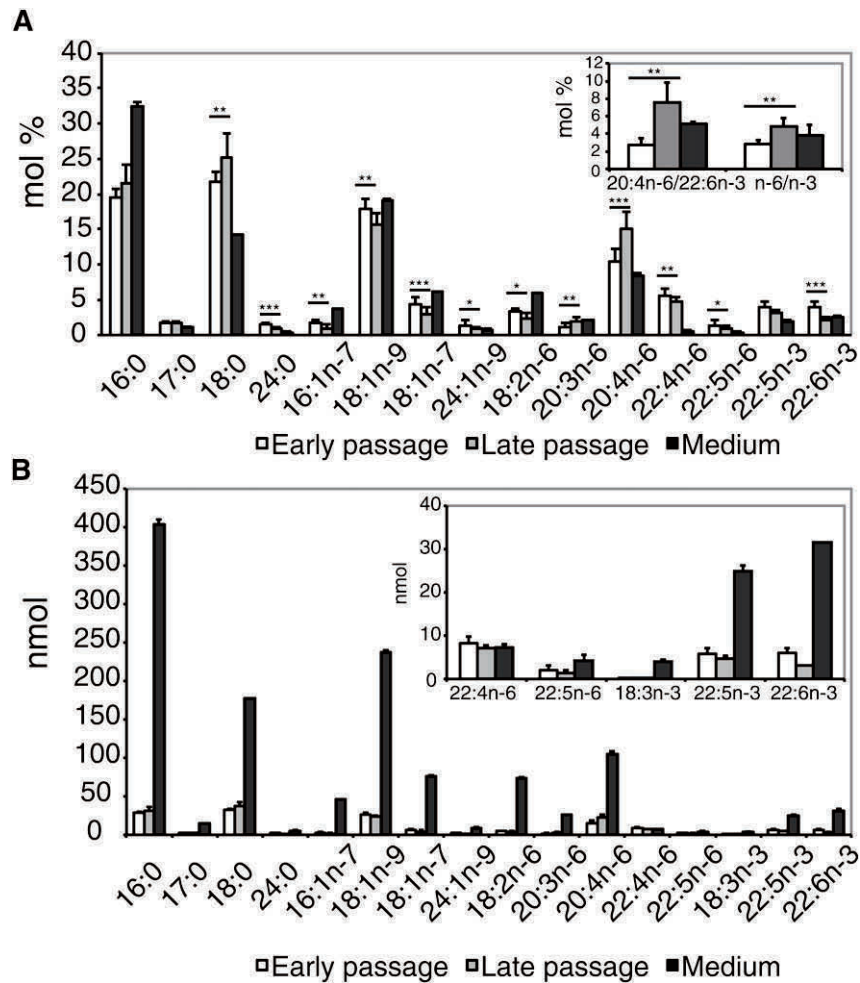 A
mol %
40
35
30
25
20
15
10
5
0
** *** ** ** *** * * ** *** ** * ***
16:0 17:0 18:0 24:0 16:1n-7 18:1n-9 18:1n-7 24:1n-9 18:2n-6 20:3n-6 20:4n-6 22:4n-6 22:5n-6 22:5n-3 22:6n-3
mol %
12
10
8
6
4
2
0
** **
20:4n-6/22:6n-3 n-6/n-3
Early passage Late passage Medium
B
nmol
450
400
350
300
250
200
150
100
50
0
16:0 17:0 18:0 24:0 16:1n-7 18:1n-9 18:1n-7 24:1n-9 18:2n-6 20:3n-6 20:4n-6 22:4n-6 22:5n-6 18:3n-3 22:5n-3 22:6n-3
nmol
40
30
20
10
0
22:4n-6 22:5n-6 18:3n-3 22:5n-3 22:6n-3
Early passage Late passage Medium